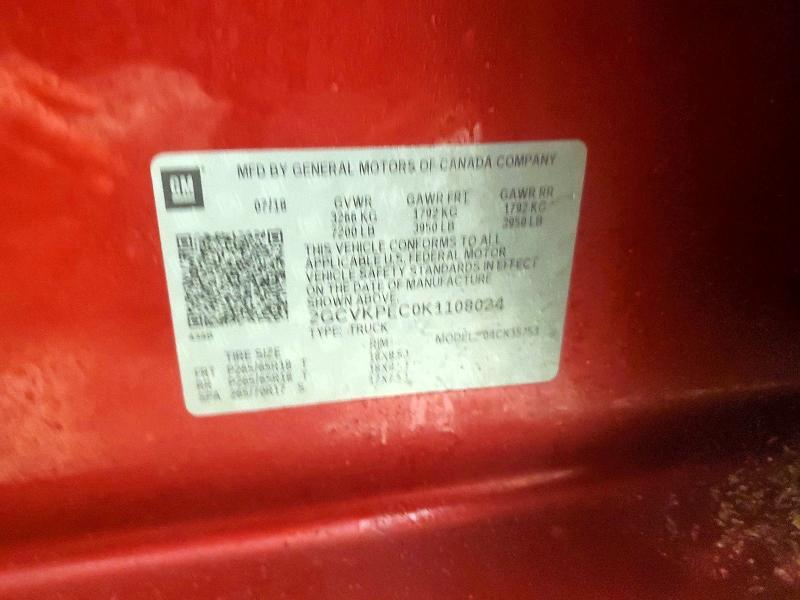 MFD BY GENERAL MOTORS OF CANADA COMPANY
GM
07/18 GVWR GAWR FRT GAWR RR
3266 KG 1792 KG 1792 KG
7200 LB 3950 LB 3950 LB
THIS VEHICLE CONFORMS TO ALL
APPLICABLE U.S. FEDERAL MOTOR
VEHICLE SAFETY STANDARDS IN EFFECT
ON THE DATE OF MANUFACTURE
SHOWN ABOVE.
2GCVKPEC0K1108034
TYPE: TRUCK MODEL:
TIRE SIZE RIM
FRT P265/65R18 T
RR P265/65R18 T
SPA 265/70R17 S